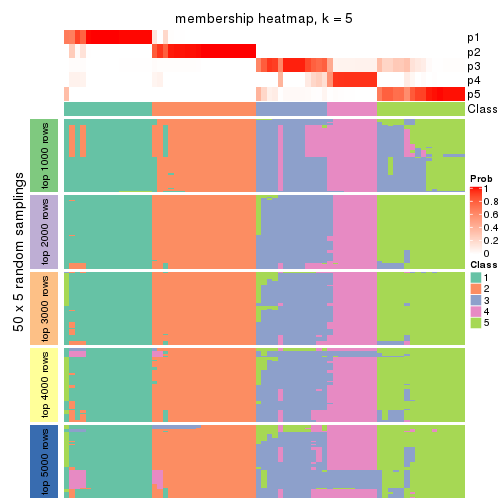 membership heatmap, k = 5
p1
p2
p3
p4
p5
Class
50 x 5 random samplings
top 1000 rows
top 2000 rows
top 3000 rows
top 4000 rows
top 5000 rows
Prob
1
0.8
0.6
0.4
0.2
0
Class
1
2
3
4
5